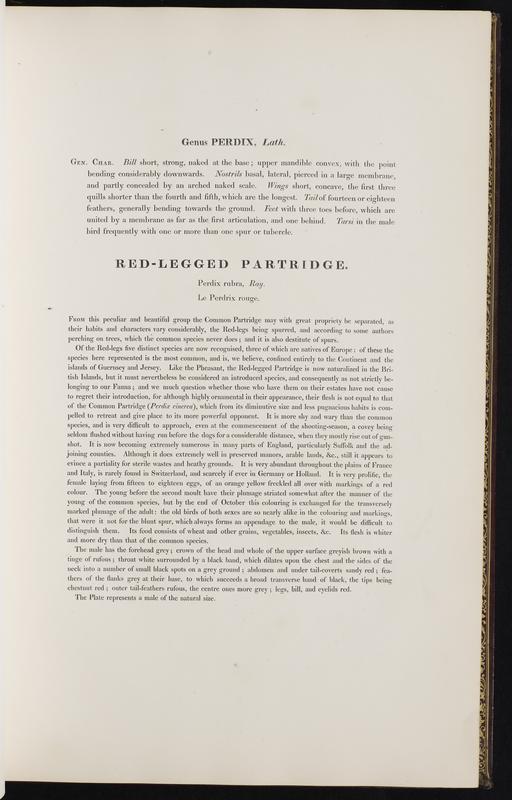 Genus PERDIX, Lath.
Gen. Char. Bill short, strong, naked at the base; upper mandible convex, with the point
bending considerably downwards. Nostrils basal, lateral, pierced in a large membrane,
and partly concealed by an arched naked scale. Wings short, concave, the first three
quills shorter than the fourth and fifth, which are the longest. Tail of fourteen or eighteen
feathers, generally bending towards the ground. Feet with three toes before, which are
united by a membrane as far as the first articulation, and one behind. Tarsi in the male
bird frequently with one or more than one spur or tubercle.
RED-LEGGED PARTRIDGE.
Perdix rubra, Ray.
Le Perdrix rouge.
From this peculiar and beautiful group the Common Partridge may with great propriety be separated, as
their habits and characters vary considerably, the Red-legs being spurred, and according to some authors
perching on trees, which the common species never does; and it is also destitute of spurs.
Of the Red-legs five distinct species are now recognised, three of which are natives of Europe: of these the
species here represented is the most common, and is, we believe, confined entirely to the Continent and the
islands of Guernsey and Jersey. Like the Pheasant, the Red-legged Partridge is now naturalized in the Bri-
tish Islands, but it must nevertheless be considered an introduced species, and consequently as not strictly be-
longing to our Fauna; and we much question whether those who have them on their estates have not cause
to regret their introduction, for although highly ornamental in their appearance, their flesh is not equal to that
of the Common Partridge (Perdix cinerea), which from its diminutive size and less pugnacious habits is com-
pelled to retreat and give place to its more powerful opponent. It is more shy and wary than the common
species, and is very difficult to approach, even at the commencement of the shooting-season, a covey being
seldom flushed without having run before the dogs for a considerable distance, when they mostly rise out of gun-
shot. It is now becoming extremely numerous in many parts of England, particularly Suffolk and the ad-
joining counties. Although it does extremely well in preserved manors, arable lands, &c., still it appears to
evince a partiality for sterile wastes and heathy grounds. It is very abundant throughout the plains of France
and Italy, is rarely found in Switzerland, and scarcely if ever in Germany or Holland. It is very prolific, the
female laying from fifteen to eighteen eggs, of an orange yellow freckled all over with markings of a red
colour. The young before the second moult have their plumage striated somewhat after the manner of the
young of the common species, but by the end of October this colouring is exchanged for the transversely
marked plumage of the adult: the old birds of both sexes are so nearly alike in the colouring and markings,
that were it not for the blunt spur, which always forms an appendage to the male, it would be difficult to
distinguish them. Its food consists of wheat and other grains, vegetables, insects, &c. Its flesh is whiter
and more dry than that of the common species.
The male has the forehead grey; crown of the head and whole of the upper surface greyish brown with a
tinge of rufous; throat white surrounded by a black band, which dilates upon the chest and the sides of the
neck into a number of small black spots on a grey ground; abdomen and under tail-coverts sandy red; fea-
thers of the flanks grey at their base, to which succeeds a broad transverse band of black, the tips being
chestnut red; outer tail-feathers rufous, the centre ones more grey; legs, bill, and eyelids red.
The Plate represents a male of the natural size.